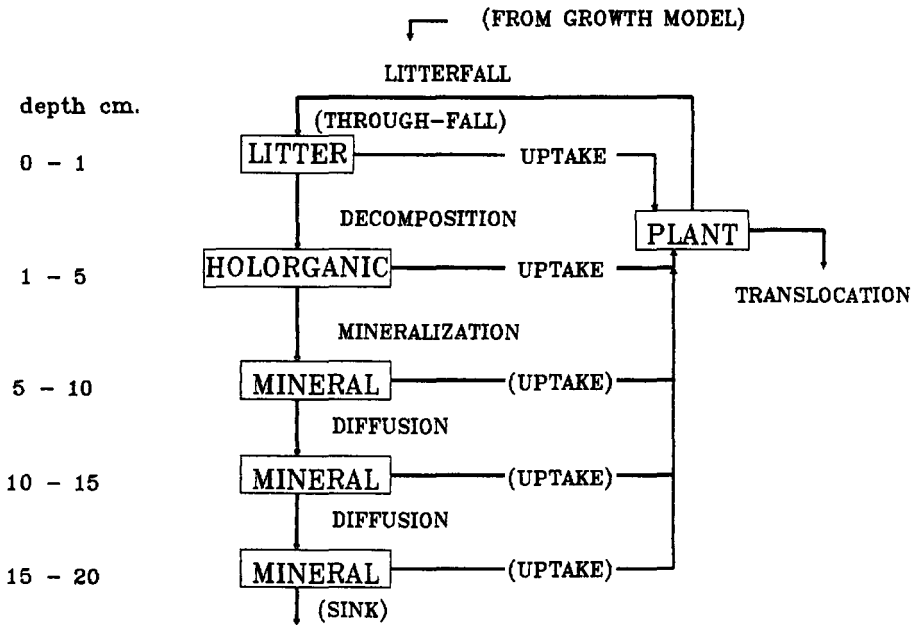 (FROM GROWTH MODEL)
LITTERFALL
depth cm.
(THROUGH-FALL)
0 - 1
LITTER
UPTAKE
DECOMPOSITION
PLANT
1 - 5
HOLORGANIC
UPTAKE
TRANSLOCATION
MINERALIZATION
5 - 10
MINERAL
(UPTAKE)
DIFFUSION
10 - 15
MINERAL
(UPTAKE)
DIFFUSION
15 - 20
MINERAL
(UPTAKE)
(SINK)